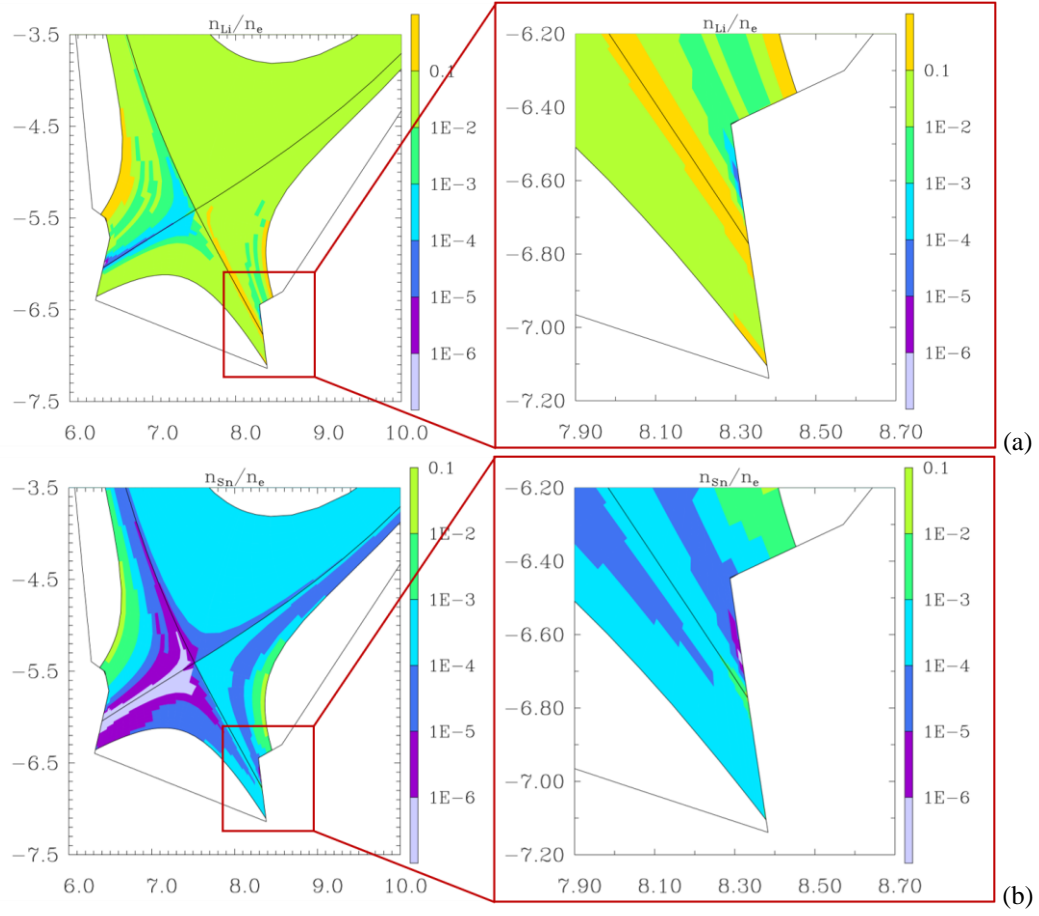 n_Li/n_e
n_Li/n_e
-3.5
-4.5
-5.5
-6.5
-7.5
6.0 7.0 8.0 9.0 10.0
0.1
1E-2
1E-3
1E-4
1E-5
1E-6
-6.20
-6.40
-6.60
-6.80
-7.00
-7.20
7.90 8.10 8.30 8.50 8.70
0.1
1E-2
1E-3
1E-4
1E-5
1E-6
(a)
n_Sn/n_e
n_Sn/n_e
-3.5
-4.5
-5.5
-6.5
-7.5
6.0 7.0 8.0 9.0 10.0
0.1
1E-2
1E-3
1E-4
1E-5
1E-6
-6.20
-6.40
-6.60
-6.80
-7.00
-7.20
7.90 8.10 8.30 8.50 8.70
0.1
1E-2
1E-3
1E-4
1E-5
1E-6
(b)